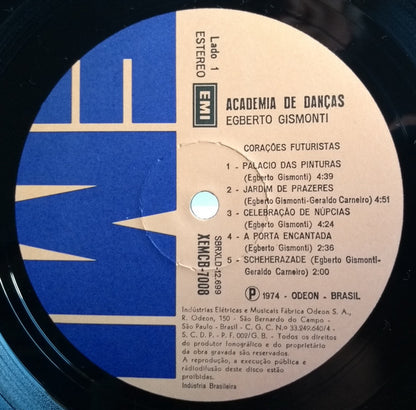 EMI
Lado 1
ESTEREO
EMI
ACADEMIA DE DANÇAS
EGBERTO GISMONTI
CORAÇÕES FUTURISTAS
1 - PALACIO DAS PINTURAS
(Egberto Gismonti) 4:39
2 - JARDIM DE PRAZERES
(Egberto Gismonti-Geraldo Carneiro) 4:51
3 - CELEBRAÇÃO DE NÚPCIAS
(Egberto Gismonti) 4:24
4 - A PORTA ENCANTADA
(Egberto Gismonti) 2:36
5 - SCHEHERAZADE (Egberto Gismonti-
Geraldo Carneiro) 2:00
SBRXLD-12.699
XEMCB-7008
Ⓟ 1974 - ODEON - BRASIL
Indústrias Elétricas e Musicais Fábrica Odeon S. A.,
R. Odeon, 150 - São Bernardo do Campo -
São Paulo - Brasil - C. G. C. Nº 33.249.640/4 -
S. C. D. P. - P. F. 002/G B. - Todos os direitos
do produtor fonográfico e do proprietário
da obra gravada são reservados.
A reprodução, a execução pública e
radiodifusão deste disco estão
proibidas.
Indústria Brasileira